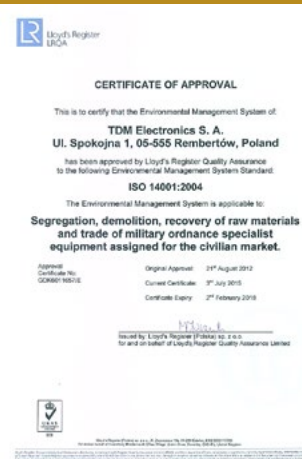 LR
Lloyd's Register
LRQA
CERTIFICATE OF APPROVAL
This is to certify that the Environmental Management System of:
TDM Electronics S. A.
Ul. Spokojna 1, 05-555 Rembertów, Poland
has been approved by Lloyd's Register Quality Assurance
to the following Environmental Management System Standard:
ISO 14001:2004
The Environmental Management System is applicable to:
Segregation, demolition, recovery of raw materials
and trade of military ordnance specialist
equipment assigned for the civilian market.
Approval
Certificate No:
Original Approval: 21st August 2012
Current Certificate: 3rd July 2015
Certificate Expiry: 2nd February 2018
Issued by: Lloyd's Register (Polska) sp. z o.o.
for and on behalf of Lloyd's Register Quality Assurance Limited